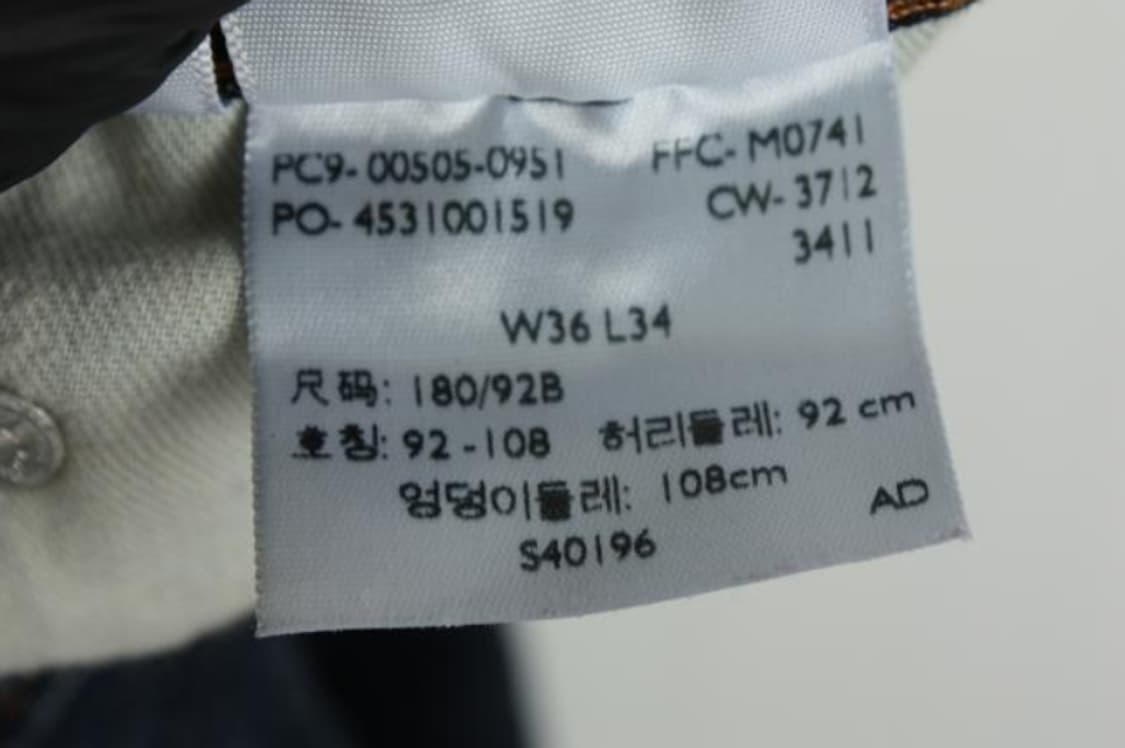 PC9-00505-0951 FFC-M0741
PO-4531001519 CW-3712
3411
W36 L34
尺码: 180/92B
호칭: 92-108 허리둘레: 92 cm
엉덩이둘레: 108cm
AD
S40196